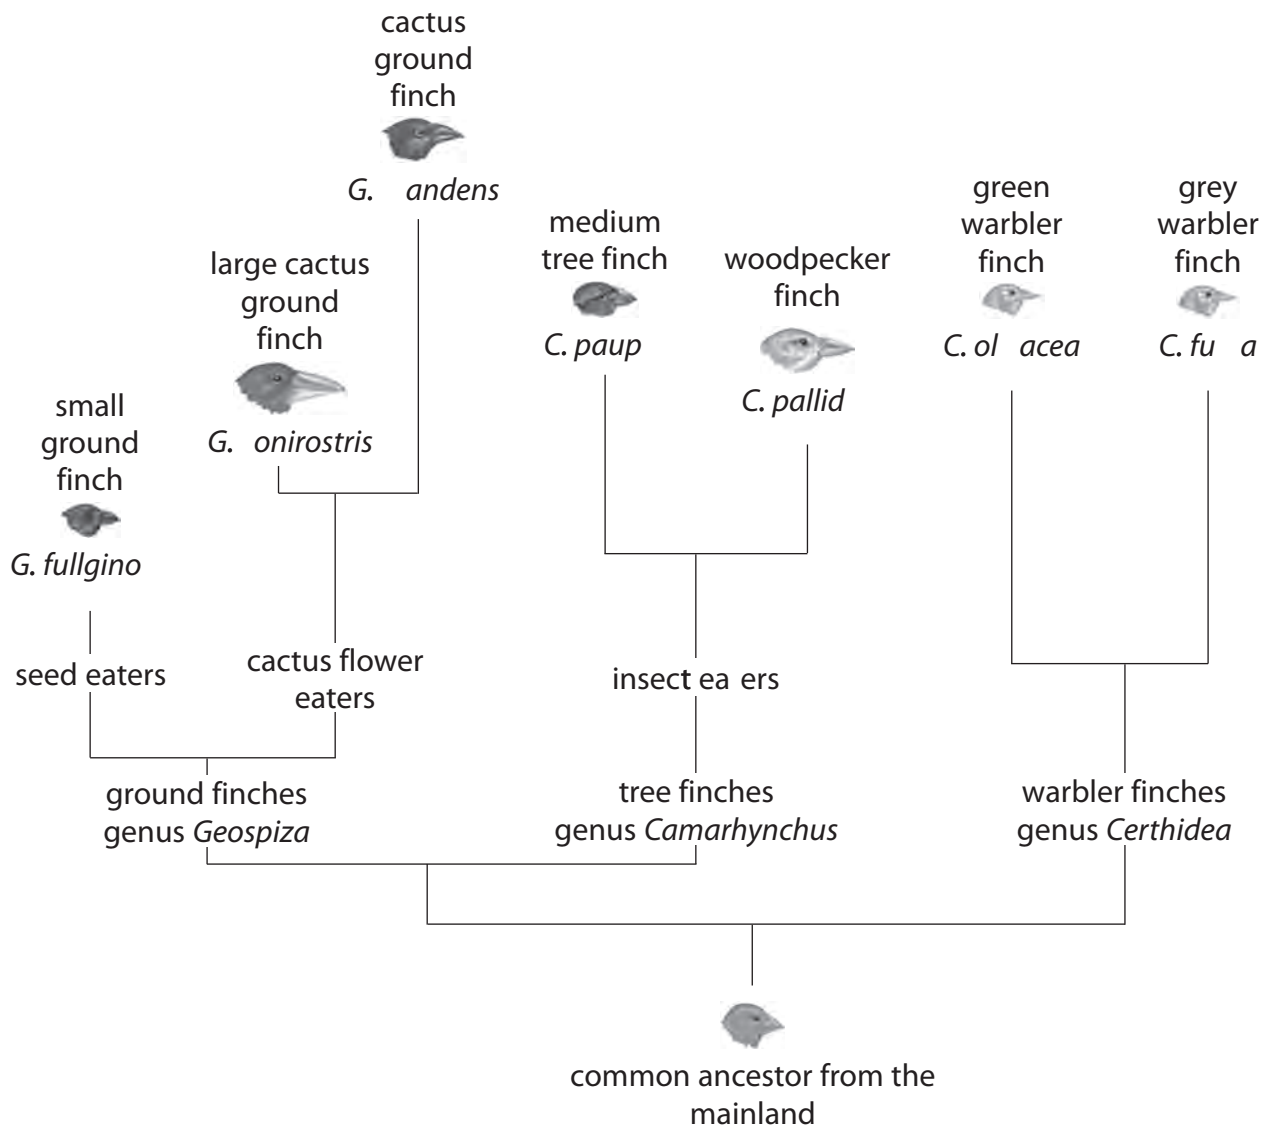 cactus
ground
finch
G. andens
large cactus
ground
finch
G. onirostris
small
ground
finch
G. fullgino
medium
tree finch
C. paup
woodpecker
finch
C. pallid
green
warbler
finch
C. ol acea
grey
warbler
finch
C. fu a
seed eaters
cactus flower
eaters
insect ea ers
ground finches
genus Geospiza
tree finches
genus Camarhynchus
warbler finches
genus Certhidea
common ancestor from the
mainland